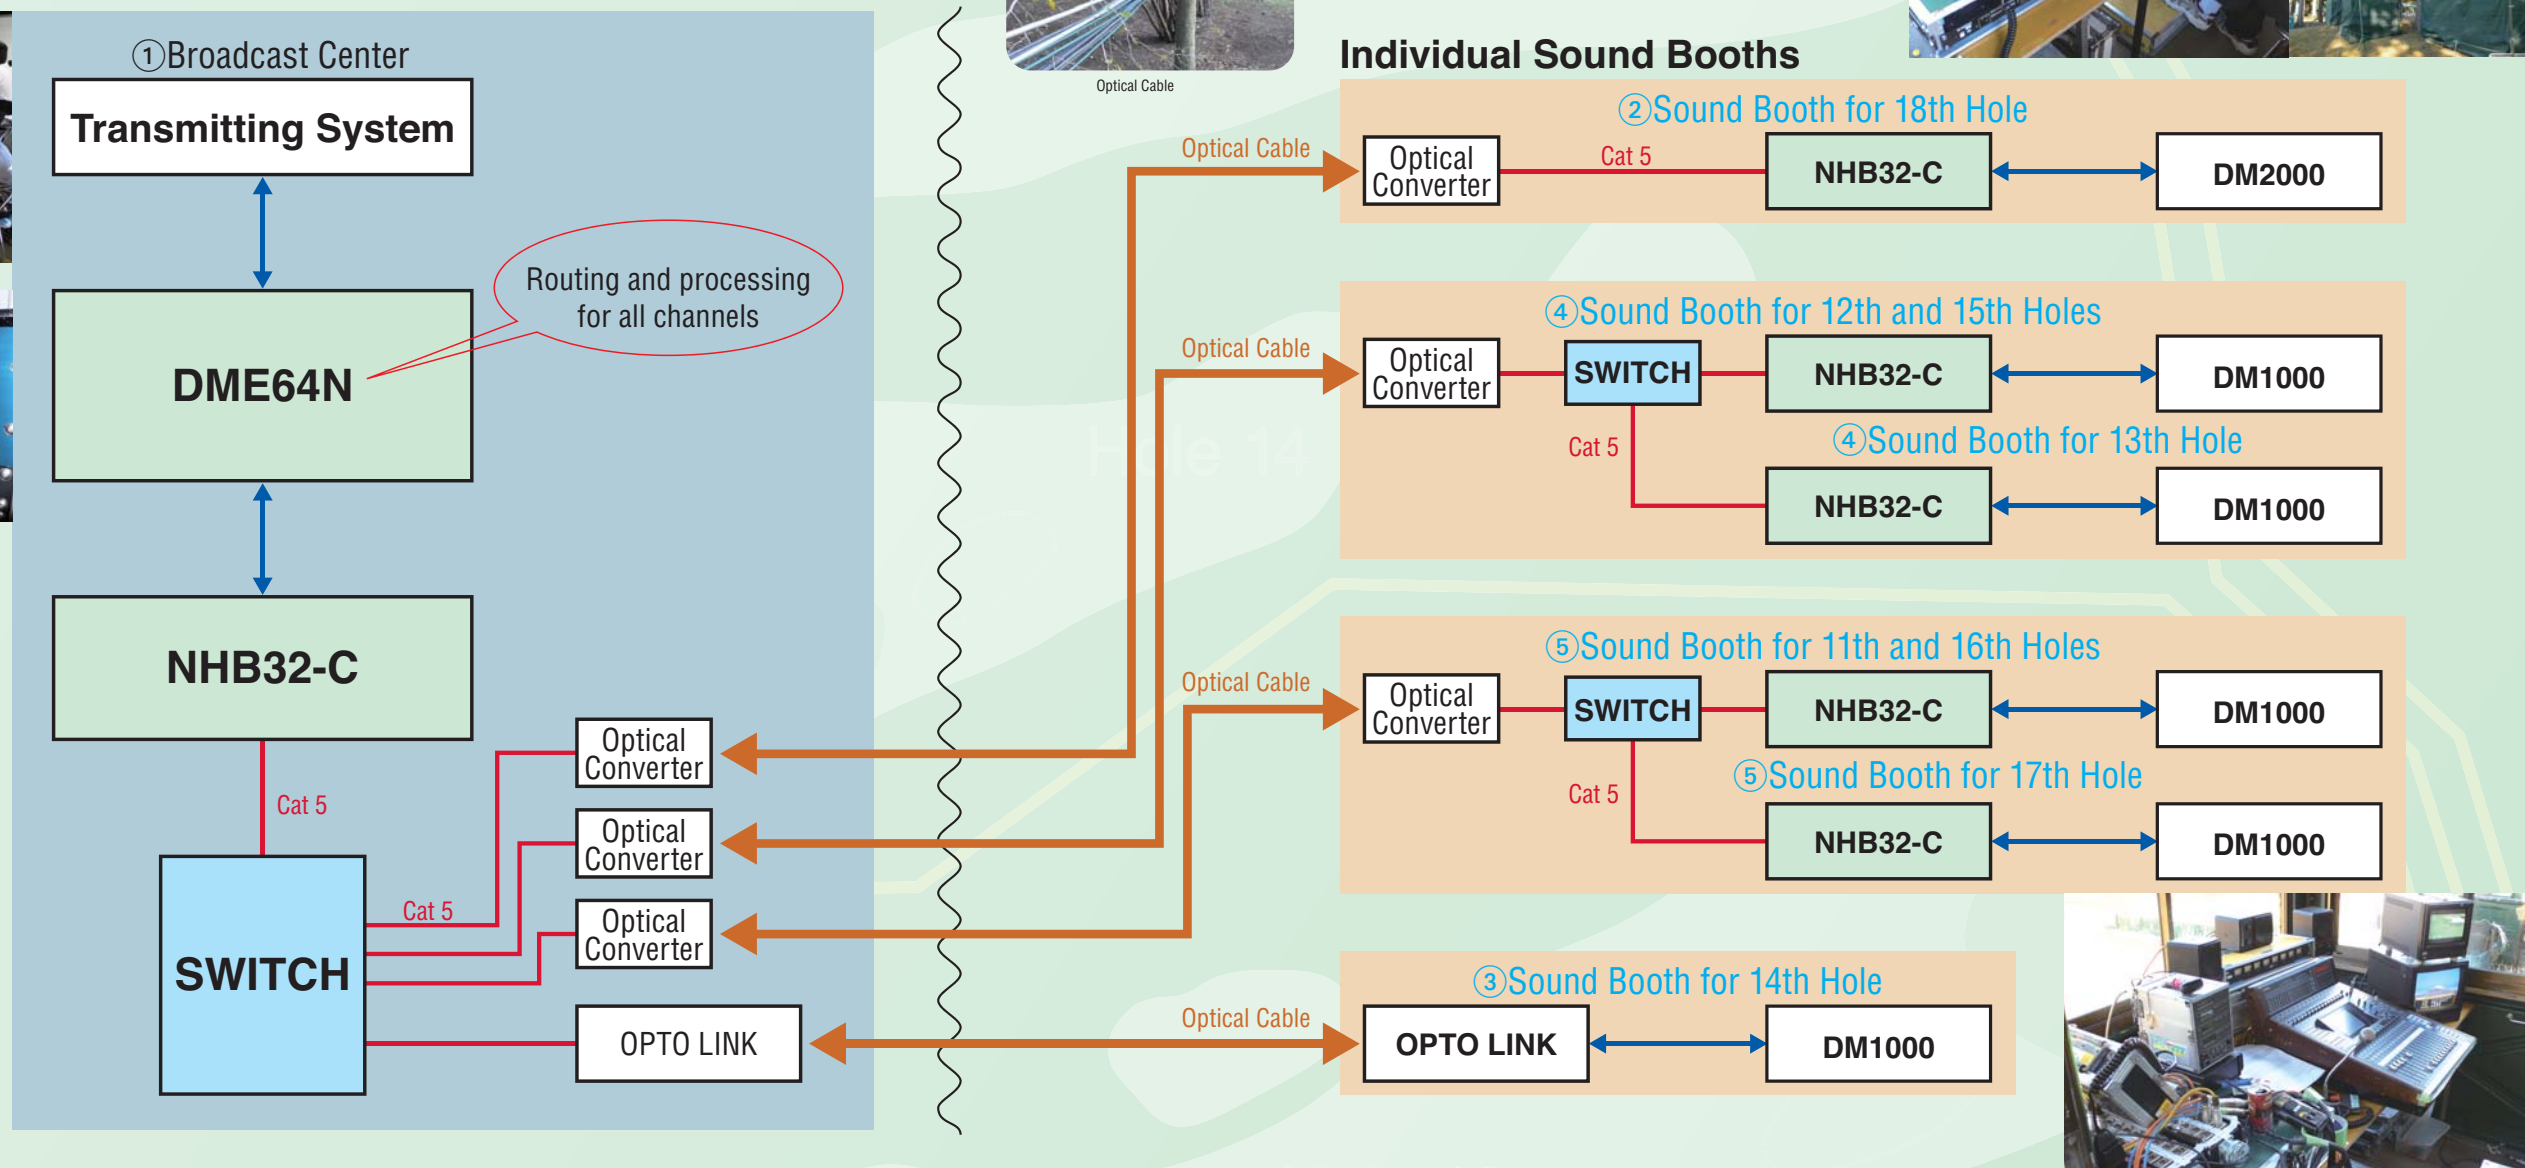 ①Broadcast Center
Transmitting System
Routing and processing
for all channels
DME64N
NHB32-C
Cat 5
SWITCH
Cat 5
Optical
Converter
Optical
Converter
Optical
Converter
OPTO LINK
Optical Cable
Hole 14
Individual Sound Booths
②Sound Booth for 18th Hole
Optical Cable
Optical
Converter
Cat 5
NHB32-C
DM2000
④Sound Booth for 12th and 15th Holes
Optical Cable
Optical
Converter
SWITCH
NHB32-C
DM1000
Cat 5
④Sound Booth for 13th Hole
NHB32-C
DM1000
⑤Sound Booth for 11th and 16th Holes
Optical Cable
Optical
Converter
SWITCH
NHB32-C
DM1000
Cat 5
⑤Sound Booth for 17th Hole
NHB32-C
DM1000
③Sound Booth for 14th Hole
Optical Cable
OPTO LINK
DM1000